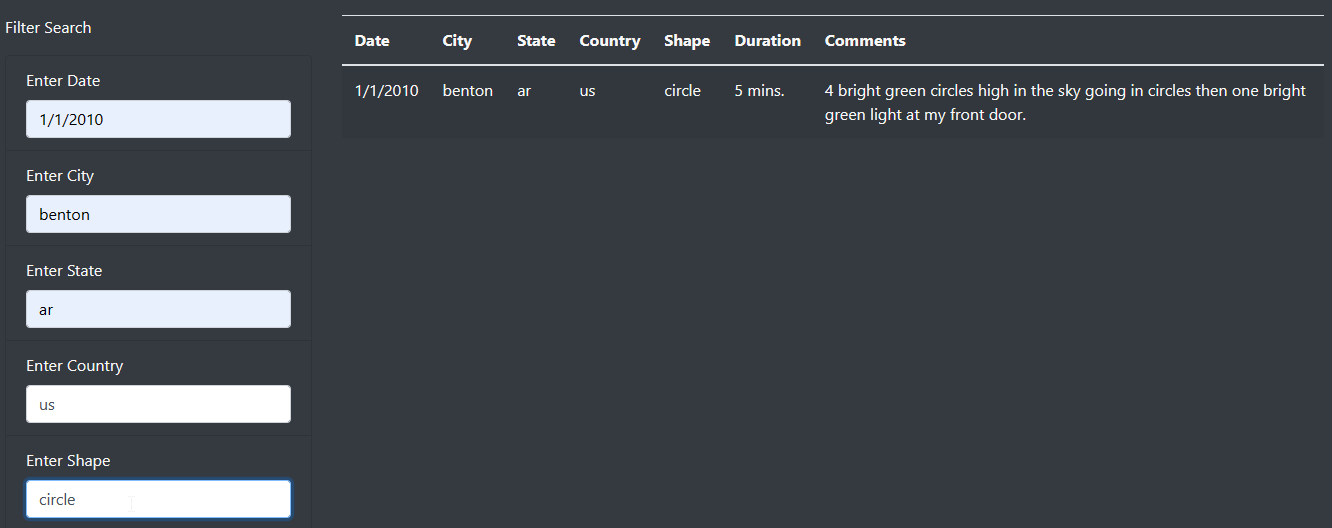 Filter Search
Enter Date
1/1/2010
Enter City
benton
Enter State
ar
Enter Country
us
Enter Shape
circle
Date City State Country Shape Duration Comments
1/1/2010 benton ar us circle 5 mins. 4 bright green circles high in the sky going in circles then one bright
green light at my front door.